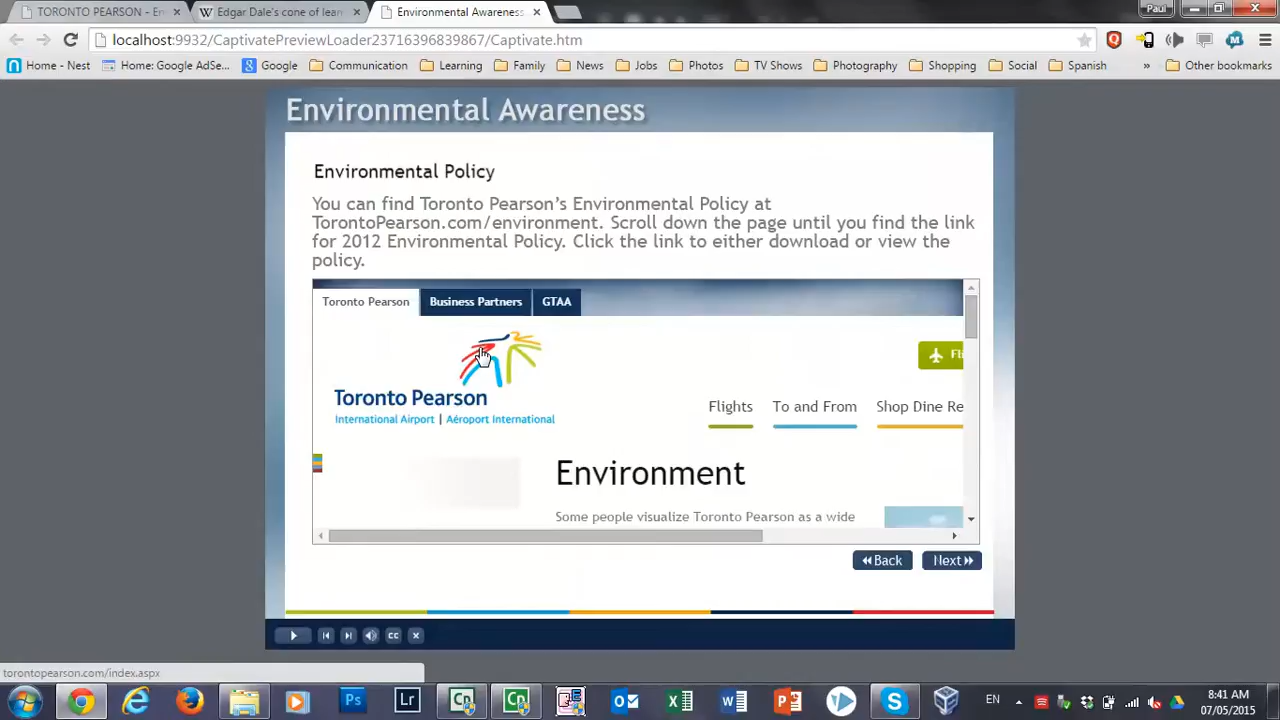 TORONTO PEARSON – En
Edgar Dale's cone of lear
Environmental Awareness
Paul
localhost:9932/CaptivatePreviewLoader23716396839867/Captivate.htm
Home - Nest
Home: Google AdSe...
Google
Communication
Learning
Family
News
Jobs
Photos
TV Shows
Photography
Shopping
Social
Spanish
»
Other bookmarks
Environmental Awareness
Environmental Policy
You can find Toronto Pearson's Environmental Policy at
TorontoPearson.com/environment. Scroll down the page until you find the link
for 2012 Environmental Policy. Click the link to either download or view the
policy.
Toronto Pearson
Business Partners
GTAA
Toronto Pearson
International Airport | Aéroport International
Fli
Flights
To and From
Shop Dine Re
Environment
Some people visualize Toronto Pearson as a wide
Back
Next
CC
torontopearson.com/index.aspx
Ps
Lr
EN
8:41 AM
07/05/2015